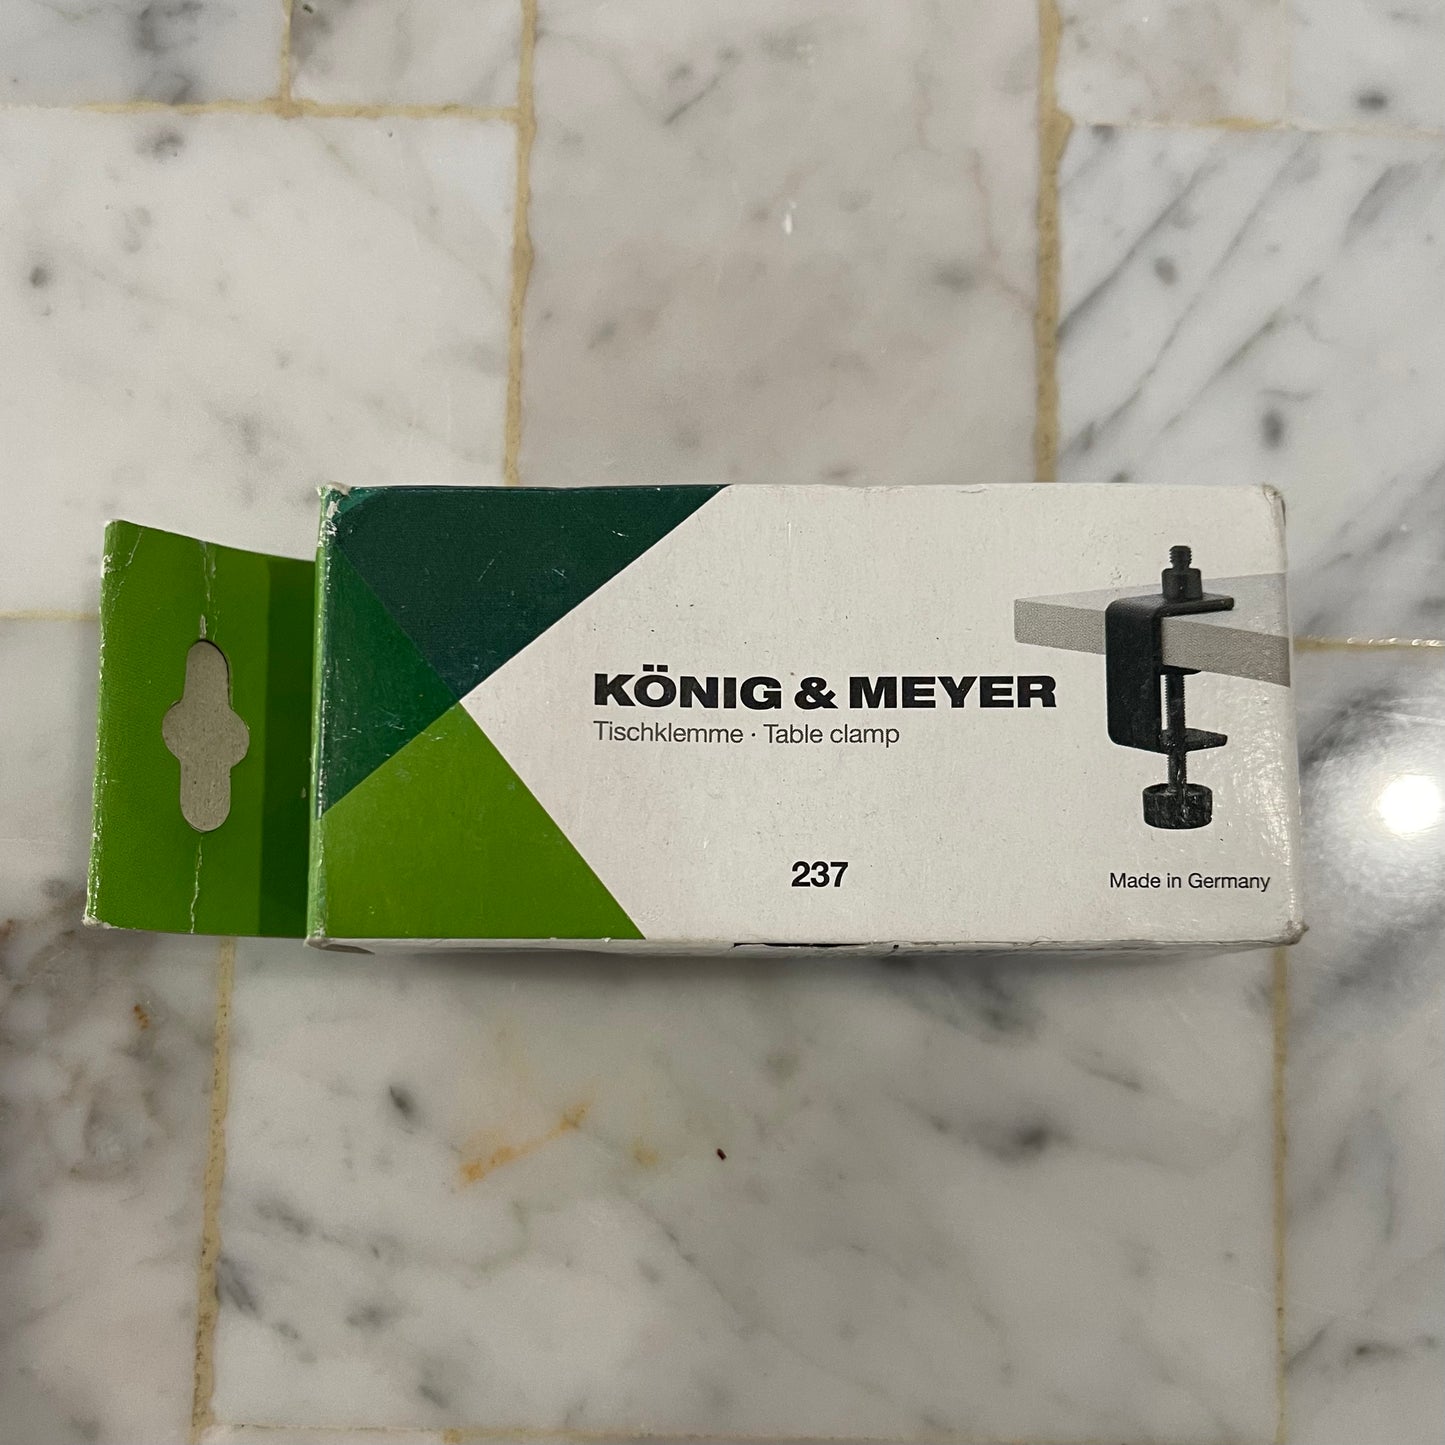 KÖNIG & MEYER
Tischklemme · Table clamp
237
Made in Germany